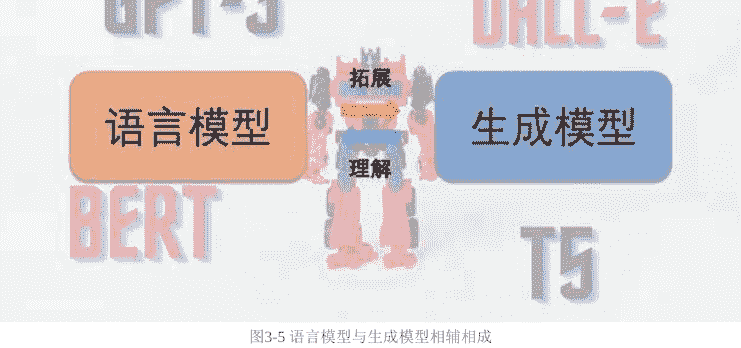 GPT-3
DALL-E
拓展
语言模型
生成模型
理解
BERT
T5
图3-5 语言模型与生成模型相辅相成